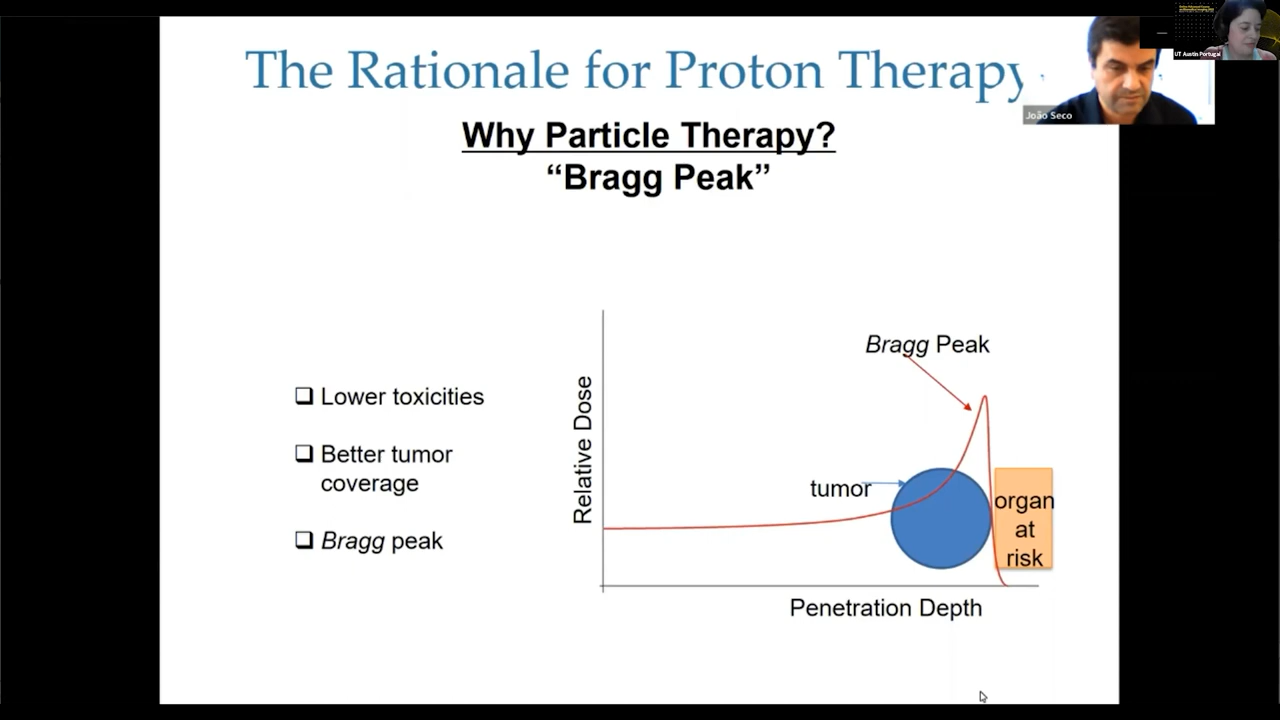 The Rationale for Proton Therapy
Why Particle Therapy?
“Bragg Peak”
João Seco
UT Austin Portugal
Lower toxicities
Better tumor
coverage
Bragg peak
Relative Dose
Bragg Peak
tumor
organ
at
risk
Penetration Depth